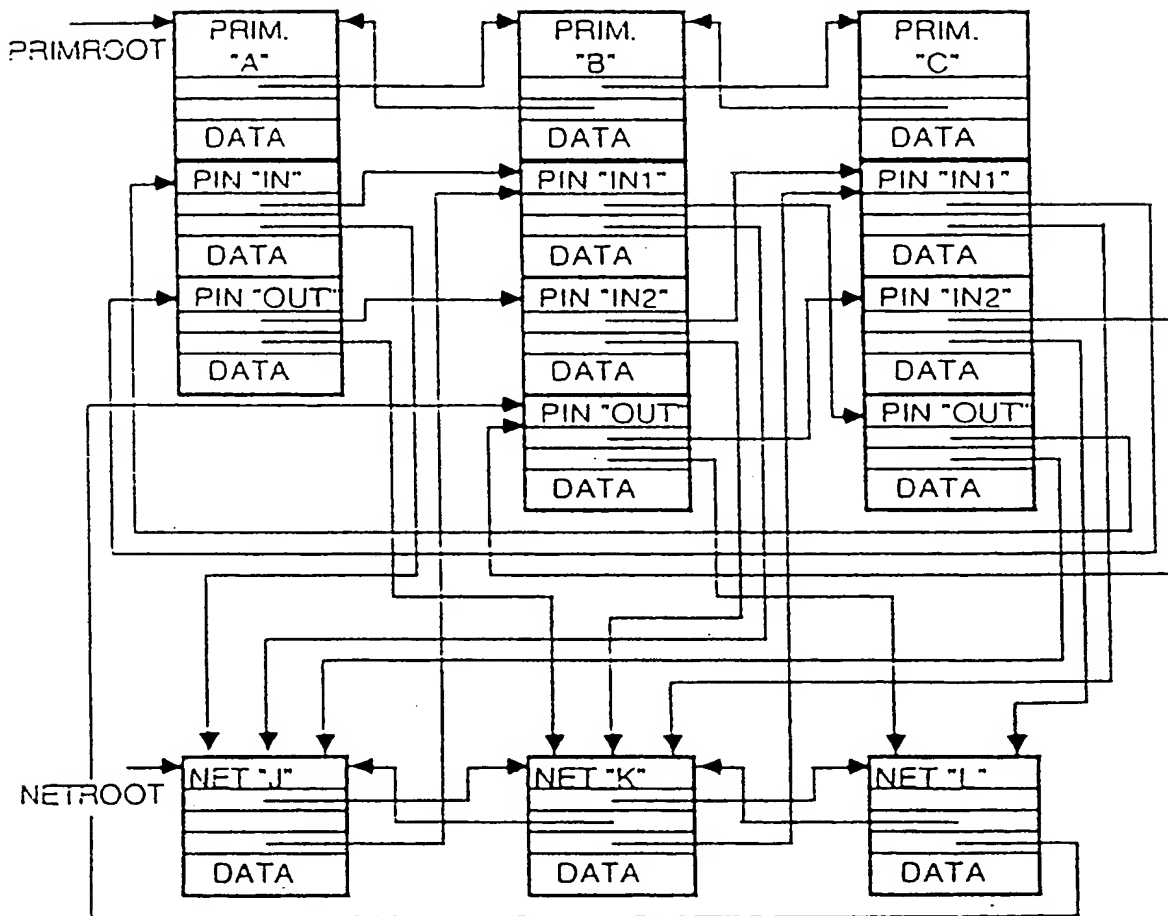 PRIMROOT
PRIM.
"A"
DATA
PIN "IN"
DATA
PIN "OUT"
DATA
PRIM.
"B"
DATA
PIN "IN1"
DATA
PIN "IN2"
DATA
PIN "OUT"
DATA
PRIM.
"C"
DATA
PIN "IN1"
DATA
PIN "IN2"
DATA
PIN "OUT"
DATA
NETROOT
NET "J"
DATA
NET "K"
DATA
NET "L"
DATA